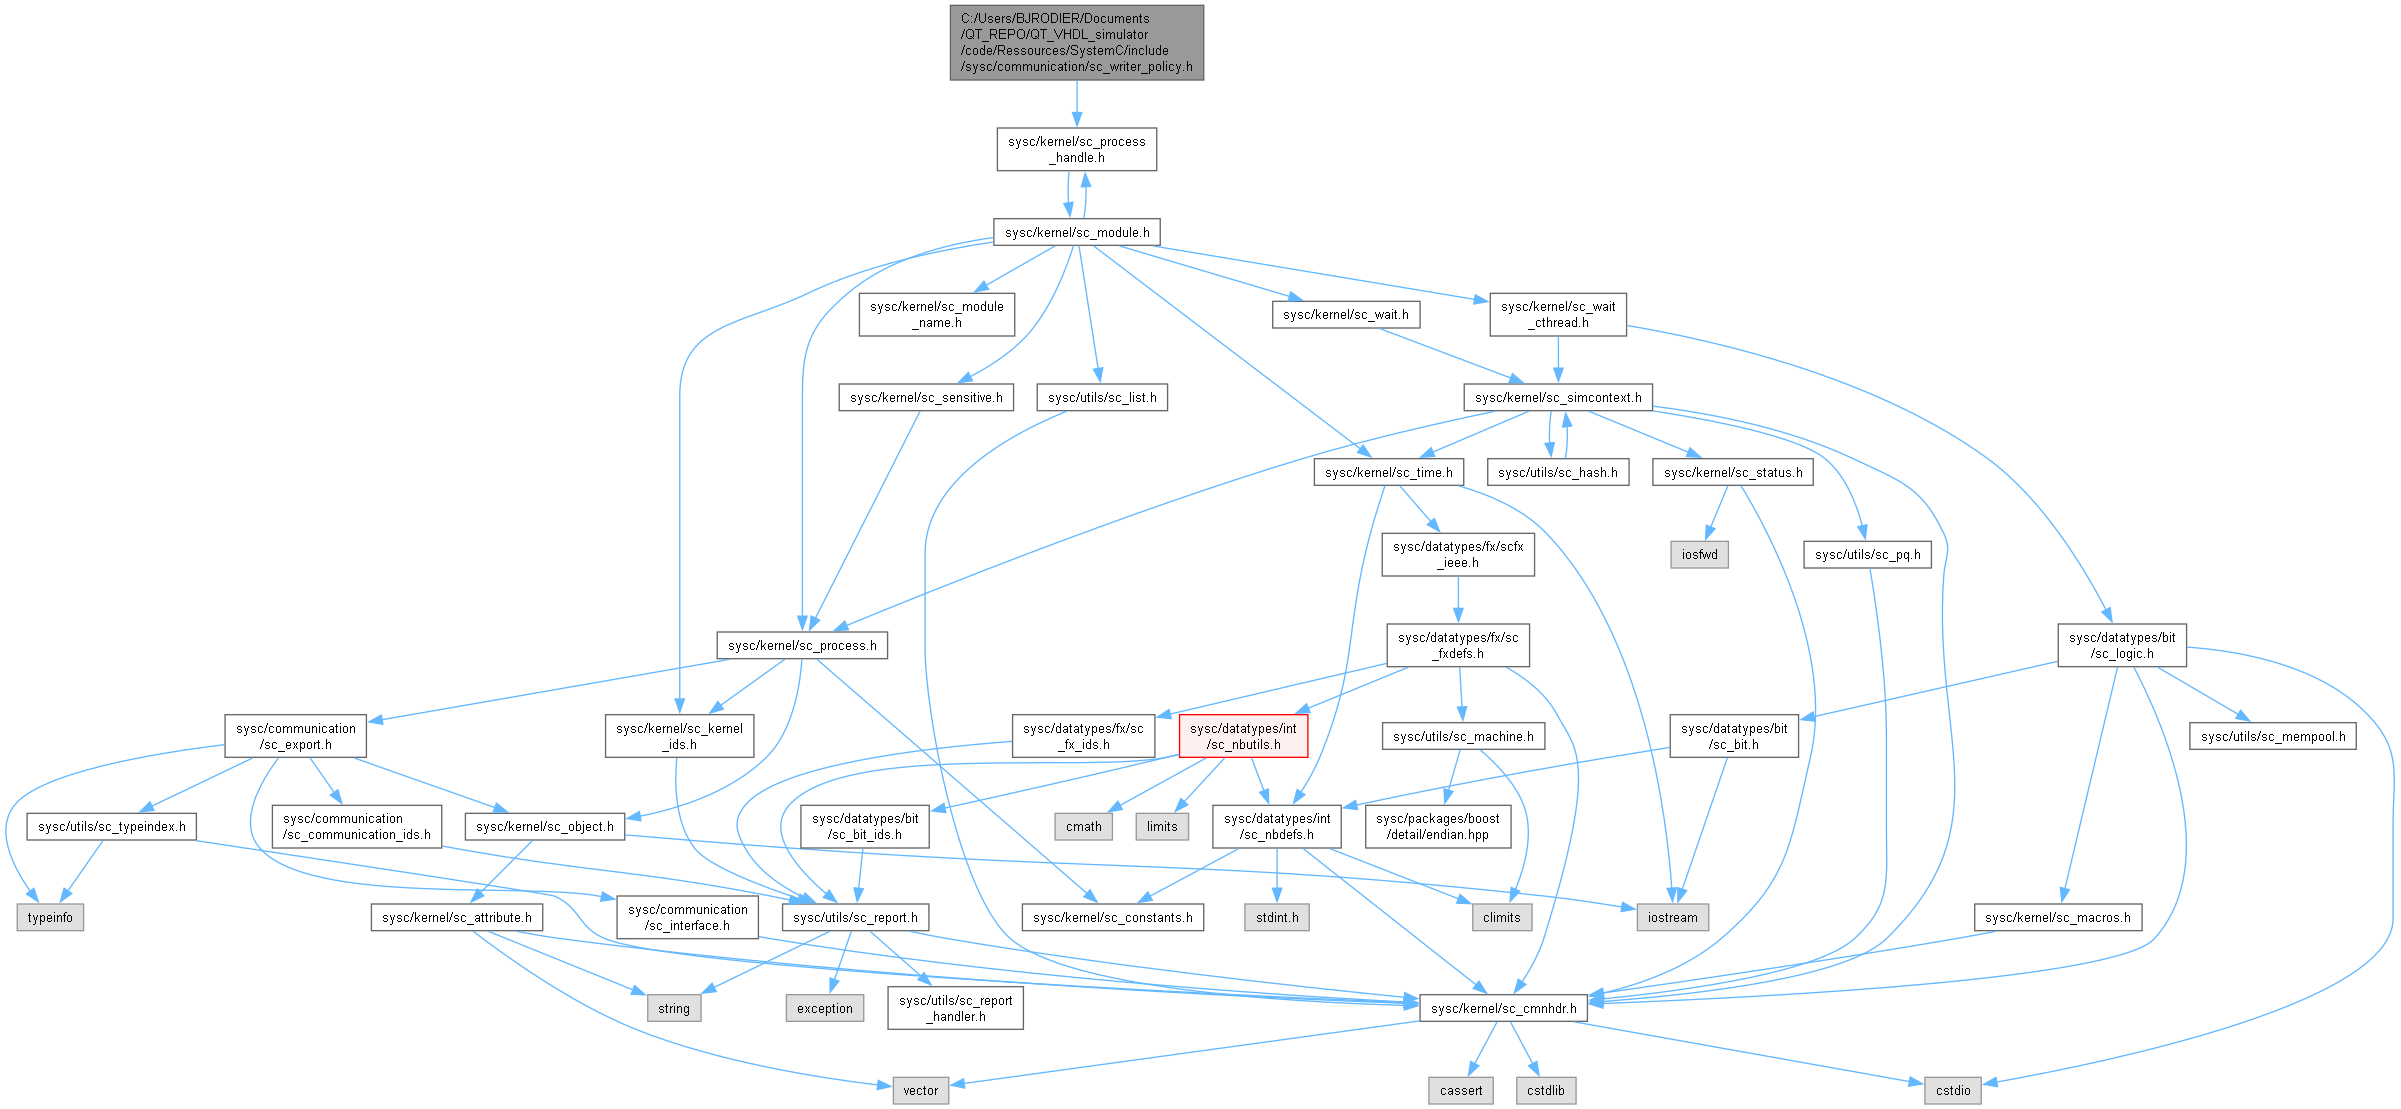 C:/Users/BJRODIER/Documents
/QT_REPO/QT_VHDL_simulator
/code/Ressources/SystemC/include
/sysc/communication/sc_writer_policy.h
sysc/kernel/sc_process
_handle.h
sysc/kernel/sc_module.h
sysc/kernel/sc_module
_name.h
sysc/kernel/sc_wait.h
sysc/kernel/sc_wait
_cthread.h
sysc/kernel/sc_sensitive.h
sysc/utils/sc_list.h
sysc/kernel/sc_simcontext.h
sysc/kernel/sc_time.h
sysc/utils/sc_hash.h
sysc/kernel/sc_status.h
sysc/datatypes/fx/scfx
_ieee.h
iosfwd
sysc/utils/sc_pq.h
sysc/kernel/sc_process.h
sysc/datatypes/fx/sc
_fxdefs.h
sysc/datatypes/bit
/sc_logic.h
sysc/communication
/sc_export.h
sysc/kernel/sc_kernel
_ids.h
sysc/datatypes/fx/sc
_fx_ids.h
sysc/datatypes/int
/sc_nbutils.h
sysc/utils/sc_machine.h
sysc/datatypes/bit
/sc_bit.h
sysc/utils/sc_mempool.h
sysc/utils/sc_typeindex.h
sysc/communication
/sc_communication_ids.h
sysc/kernel/sc_object.h
sysc/datatypes/bit
/sc_bit_ids.h
cmath
limits
sysc/datatypes/int
/sc_nbdefs.h
sysc/packages/boost
/detail/endian.hpp
typeinfo
sysc/kernel/sc_attribute.h
sysc/communication
/sc_interface.h
sysc/utils/sc_report.h
sysc/kernel/sc_constants.h
stdint.h
climits
iostream
sysc/kernel/sc_macros.h
string
exception
sysc/utils/sc_report
_handler.h
sysc/kernel/sc_cmnhdr.h
vector
cassert
cstdlib
cstdio